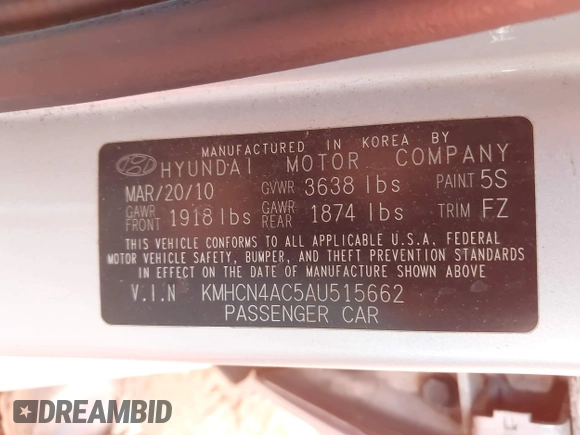 MANUFACTURED IN KOREA BY
HYUNDAI MOTOR COMPANY
MAR/20/10 GVWR 3638 lbs PAINT 5S
GAWR FRONT 1918 lbs GAWR REAR 1874 lbs TRIM FZ
THIS VEHICLE CONFORMS TO ALL APPLICABLE U.S.A. FEDERAL
MOTOR VEHICLE SAFETY, BUMPER, AND THEFT PREVENTION STANDARDS
IN EFFECT ON THE DATE OF MANUFACTURE SHOWN ABOVE
V.I.N KMHCN4AC5AU515662
PASSENGER CAR
DREAMBID